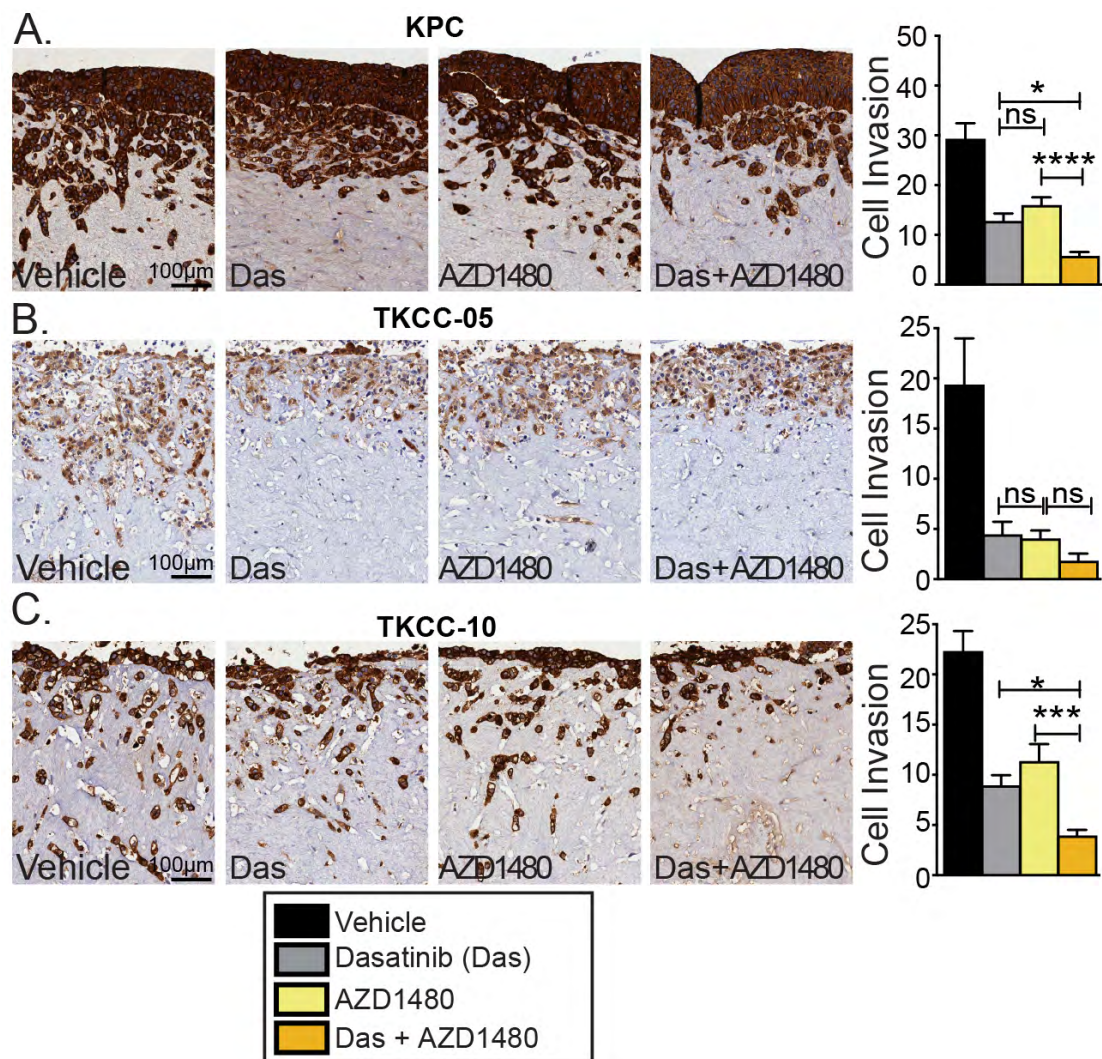 A.
KPC
Vehicle 100µm Das AZD1480 Das+AZD1480
Cell Invasion
50
40
30
20
10
0
*
ns
****
B.
TKCC-05
Vehicle 100µm Das AZD1480 Das+AZD1480
Cell Invasion
25
20
15
10
5
0
ns ns
C.
TKCC-10
Vehicle 100µm Das AZD1480 Das+AZD1480
Cell Invasion
25
20
15
10
5
0
*
***
Vehicle
Dasatinib (Das)
AZD1480
Das + AZD1480